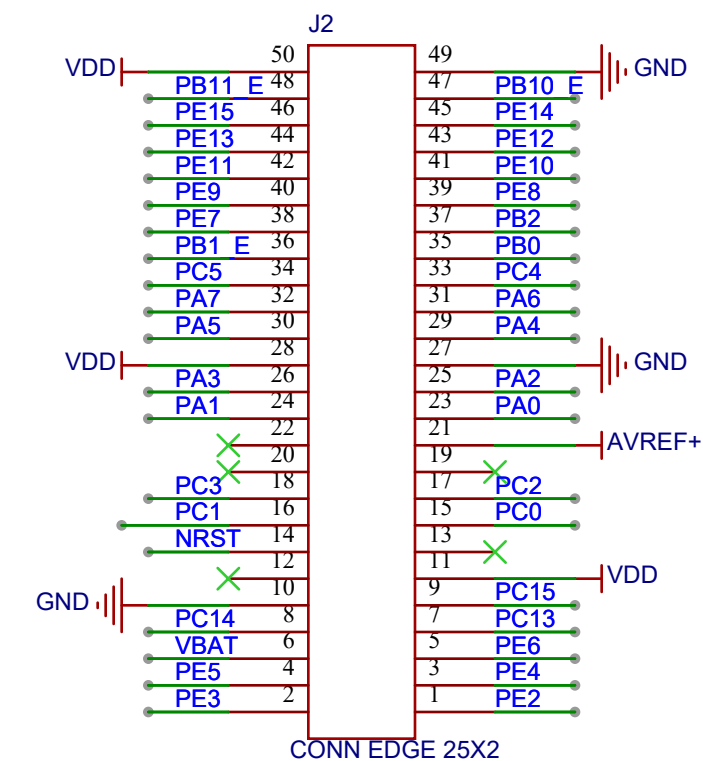 J2
50 49
VDD GND
PB11_E 48 47 PB10_E
PE15 46 45 PE14
PE13 44 43 PE12
PE11 42 41 PE10
PE9 40 39 PE8
PE7 38 37 PB2
PB1_E 36 35 PB0
PC5 34 33 PC4
PA7 32 31 PA6
PA5 30 29 PA4
28 27
VDD GND
PA3 26 25 PA2
PA1 24 23 PA0
22 21
AVREF+
20 19
PC3 18 17 PC2
PC1 16 15 PC0
NRST 14 13
12 11
VDD
GND 10 9 PC15
PC14 8 7 PC13
VBAT 6 5 PE6
PE5 4 3 PE4
PE3 2 1 PE2
CONN EDGE 25X2